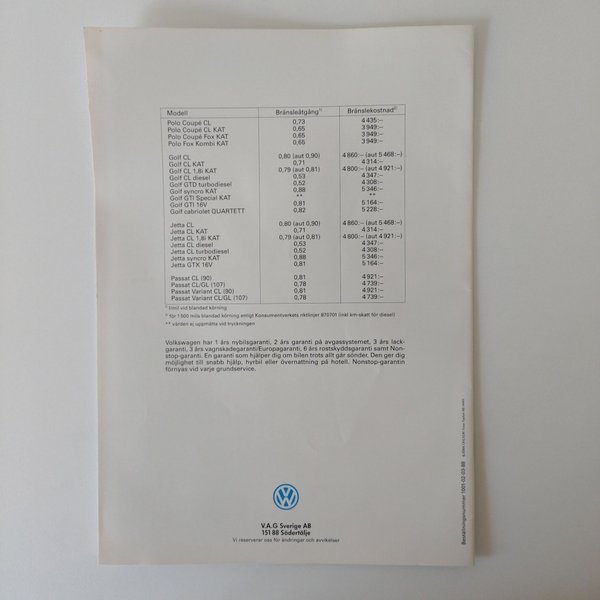 Modell Bränsleåtgång¹⁾ Bränslekostnad²⁾
Polo Coupé CL 0,73 4 435:–
Polo Coupé CL KAT 0,65 3 949:–
Polo Coupé Fox KAT 0,65 3 949:–
Polo Fox Kombi KAT 0,65 3 949:–
Golf CL 0,80 (aut 0,90) 4 860:– (aut 5 468:–)
Golf CL KAT 0,71 4 314:–
Golf CL 1,8i KAT 0,79 (aut 0,81) 4 800:– (aut 4 921:–)
Golf CL diesel 0,53 4 347:–
Golf GTD turbodiesel 0,52 4 308:–
Golf syncro KAT 0,88 5 346:–
Golf GTI Special KAT ** **
Golf GTI 16V 0,81 5 164:–
Golf cabriolet QUARTETT 0,82 5 228:–
Jetta CL 0,80 (aut 0,90) 4 860:– (aut 5 468:–)
Jetta CL KAT 0,71 4 314:–
Jetta CL 1,8i KAT 0,79 (aut 0,81) 4 800:– (aut 4 921:–)
Jetta CL diesel 0,53 4 347:–
Jetta CL turbodiesel 0,52 4 308:–
Jetta syncro KAT 0,88 5 346:–
Jetta GTX 16V 0,81 5 164:–
Passat CL (90) 0,81 4 921:–
Passat CL/GL (107) 0,78 4 739:–
Passat Variant CL (90) 0,81 4 921:–
Passat Variant CL/GL (107) 0,78 4 739:–
¹⁾ l/mil vid blandad körning
²⁾ för 1 500 mils blandad körning enligt Konsumentverkets riktlinjer 870701 (inkl km-skatt för diesel)
** värden ej uppmätta vid tryckningen
Volkswagen har 1 års nybilsgaranti, 2 års garanti på avgassystemet, 3 års lack-
garanti, 3 års vagnskadegaranti/Europagaranti, 6 års rostskyddsgaranti samt Non-
stop-garanti. En garanti som hjälper dig om bilen trots allt går sönder. Den ger dig
möjlighet till snabb hjälp, hyrbil eller övernattning på hotell. Nonstop-garantin
förnyas vid varje grundservice.
V.A.G Sverige AB
151 88 Södertälje
Vi reserverar oss för ändringar och avvikelser
Beställningsnummer 1001-02-03-88